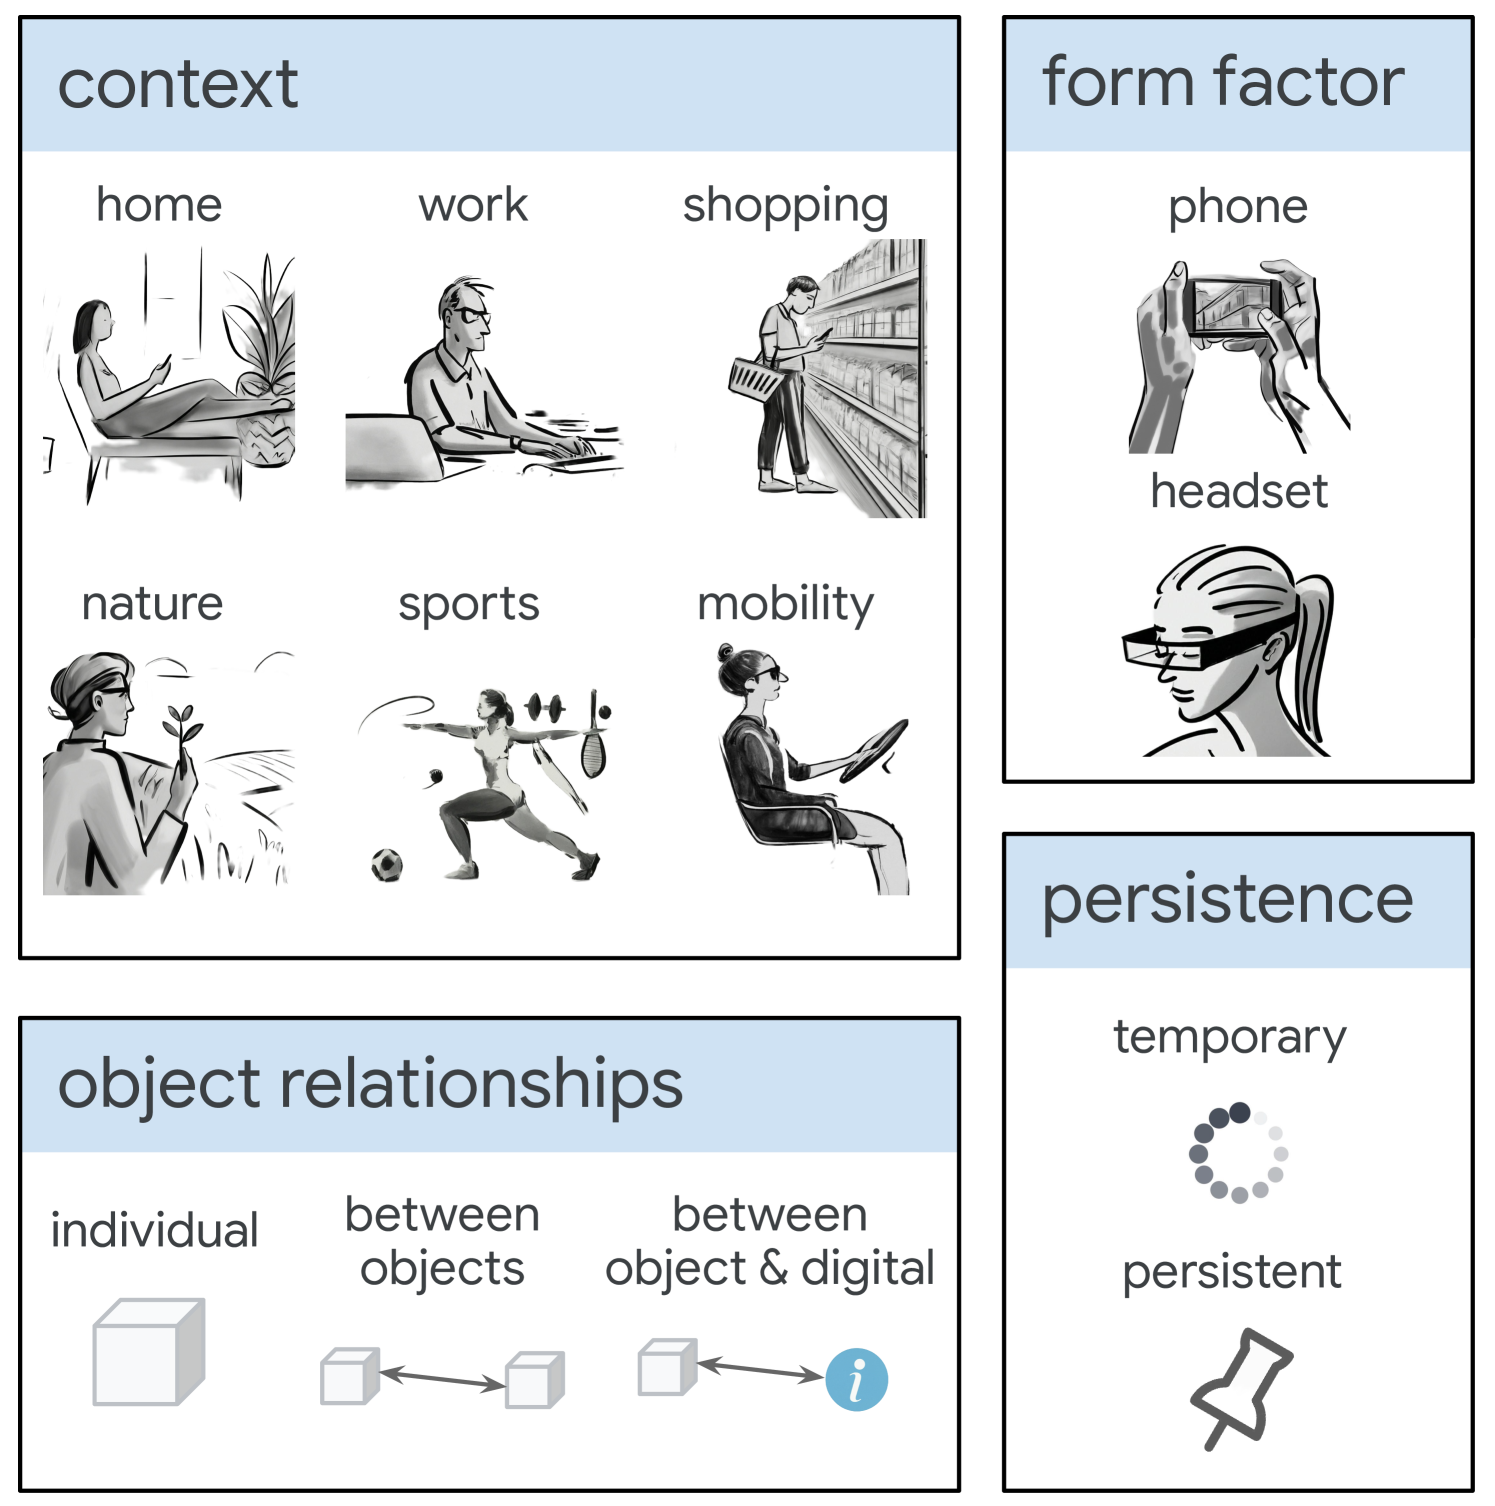 context
home
work
shopping
nature
sports
mobility
form factor
phone
headset
object relationships
individual
between
objects
between
object & digital
i
persistence
temporary
persistent